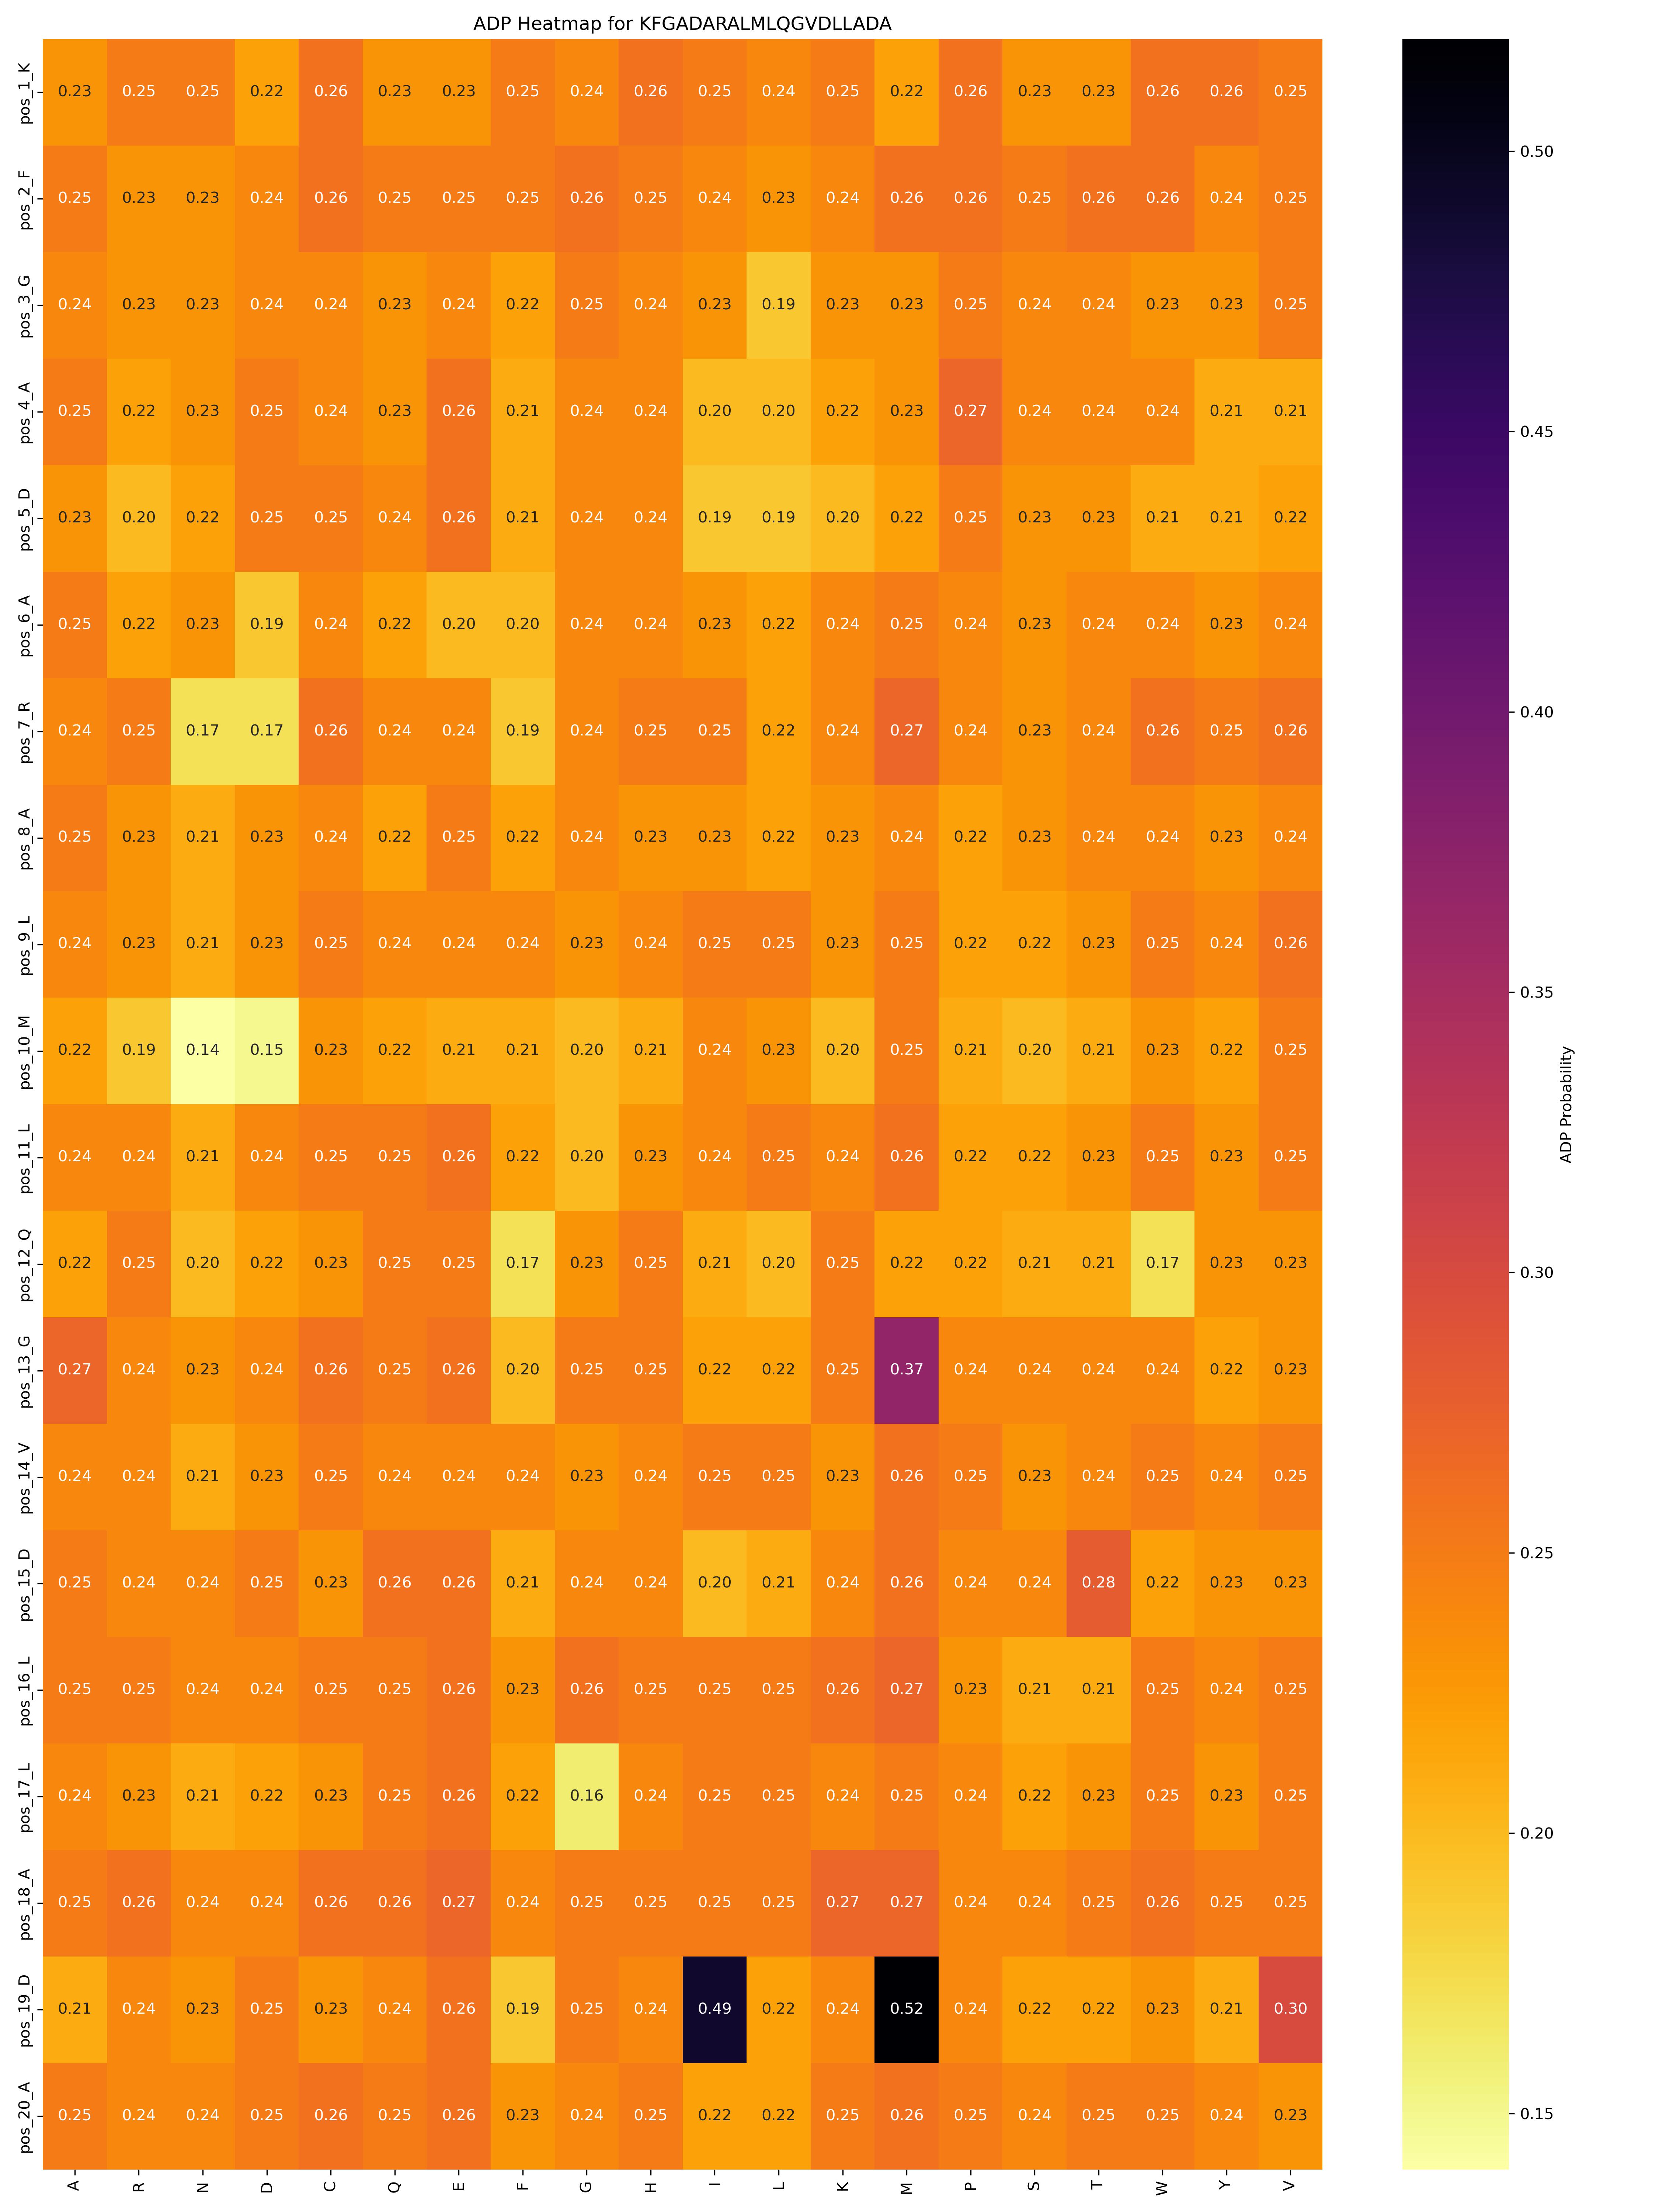 ADP Heatmap for KFGADARALMLQGVDLLADA
pos_1_K 0.23 0.25 0.25 0.22 0.26 0.23 0.23 0.25 0.24 0.26 0.25 0.24 0.25 0.22 0.26 0.23 0.23 0.26 0.26 0.25
pos_2_F 0.25 0.23 0.23 0.24 0.26 0.25 0.25 0.25 0.26 0.25 0.24 0.23 0.24 0.26 0.26 0.25 0.26 0.26 0.24 0.25
pos_3_G 0.24 0.23 0.23 0.24 0.24 0.23 0.24 0.22 0.25 0.24 0.23 0.19 0.23 0.23 0.25 0.24 0.24 0.23 0.23 0.25
pos_4_A 0.25 0.22 0.23 0.25 0.24 0.23 0.26 0.21 0.24 0.24 0.20 0.20 0.22 0.23 0.27 0.24 0.24 0.24 0.21 0.21
pos_5_D 0.23 0.20 0.22 0.25 0.25 0.24 0.26 0.21 0.24 0.24 0.19 0.19 0.20 0.22 0.25 0.23 0.23 0.21 0.21 0.22
pos_6_A 0.25 0.22 0.23 0.19 0.24 0.22 0.20 0.20 0.24 0.24 0.23 0.22 0.24 0.25 0.24 0.23 0.24 0.24 0.23 0.24
pos_7_R 0.24 0.25 0.17 0.17 0.26 0.24 0.24 0.19 0.24 0.25 0.25 0.22 0.24 0.27 0.24 0.23 0.24 0.26 0.25 0.26
pos_8_A 0.25 0.23 0.21 0.23 0.24 0.22 0.25 0.22 0.24 0.23 0.23 0.22 0.23 0.24 0.22 0.23 0.24 0.24 0.23 0.24
pos_9_L 0.24 0.23 0.21 0.23 0.25 0.24 0.24 0.24 0.23 0.24 0.25 0.25 0.23 0.25 0.22 0.22 0.23 0.25 0.24 0.26
pos_10_M 0.22 0.19 0.14 0.15 0.23 0.22 0.21 0.21 0.20 0.21 0.24 0.23 0.20 0.25 0.21 0.20 0.21 0.23 0.22 0.25
pos_11_L 0.24 0.24 0.21 0.24 0.25 0.25 0.26 0.22 0.20 0.23 0.24 0.25 0.24 0.26 0.22 0.22 0.23 0.25 0.23 0.25
pos_12_Q 0.22 0.25 0.20 0.22 0.23 0.25 0.25 0.17 0.23 0.25 0.21 0.20 0.25 0.22 0.22 0.21 0.21 0.17 0.23 0.23
pos_13_G 0.27 0.24 0.23 0.24 0.26 0.25 0.26 0.20 0.25 0.25 0.22 0.22 0.25 0.37 0.24 0.24 0.24 0.24 0.22 0.23
pos_14_V 0.24 0.24 0.21 0.23 0.25 0.24 0.24 0.24 0.23 0.24 0.25 0.25 0.23 0.26 0.25 0.23 0.24 0.25 0.24 0.25
pos_15_D 0.25 0.24 0.24 0.25 0.23 0.26 0.26 0.21 0.24 0.24 0.20 0.21 0.24 0.26 0.24 0.24 0.28 0.22 0.23 0.23
pos_16_L 0.25 0.25 0.24 0.24 0.25 0.25 0.26 0.23 0.26 0.25 0.25 0.25 0.26 0.27 0.23 0.21 0.21 0.25 0.24 0.25
pos_17_L 0.24 0.23 0.21 0.22 0.23 0.25 0.26 0.22 0.16 0.24 0.25 0.25 0.24 0.25 0.24 0.22 0.23 0.25 0.23 0.25
pos_18_A 0.25 0.26 0.24 0.24 0.26 0.26 0.27 0.24 0.25 0.25 0.25 0.25 0.27 0.27 0.24 0.24 0.25 0.26 0.25 0.25
pos_19_D 0.21 0.24 0.23 0.25 0.23 0.24 0.26 0.19 0.25 0.24 0.49 0.22 0.24 0.52 0.24 0.22 0.22 0.23 0.21 0.30
pos_20_A 0.25 0.24 0.24 0.25 0.26 0.25 0.26 0.23 0.24 0.25 0.22 0.22 0.25 0.26 0.25 0.24 0.25 0.25 0.24 0.23
A R N D C Q E F G H I L K M P S T W Y V
0.50
0.45
0.40
0.35
0.30
0.25
0.20
0.15
ADP Probability